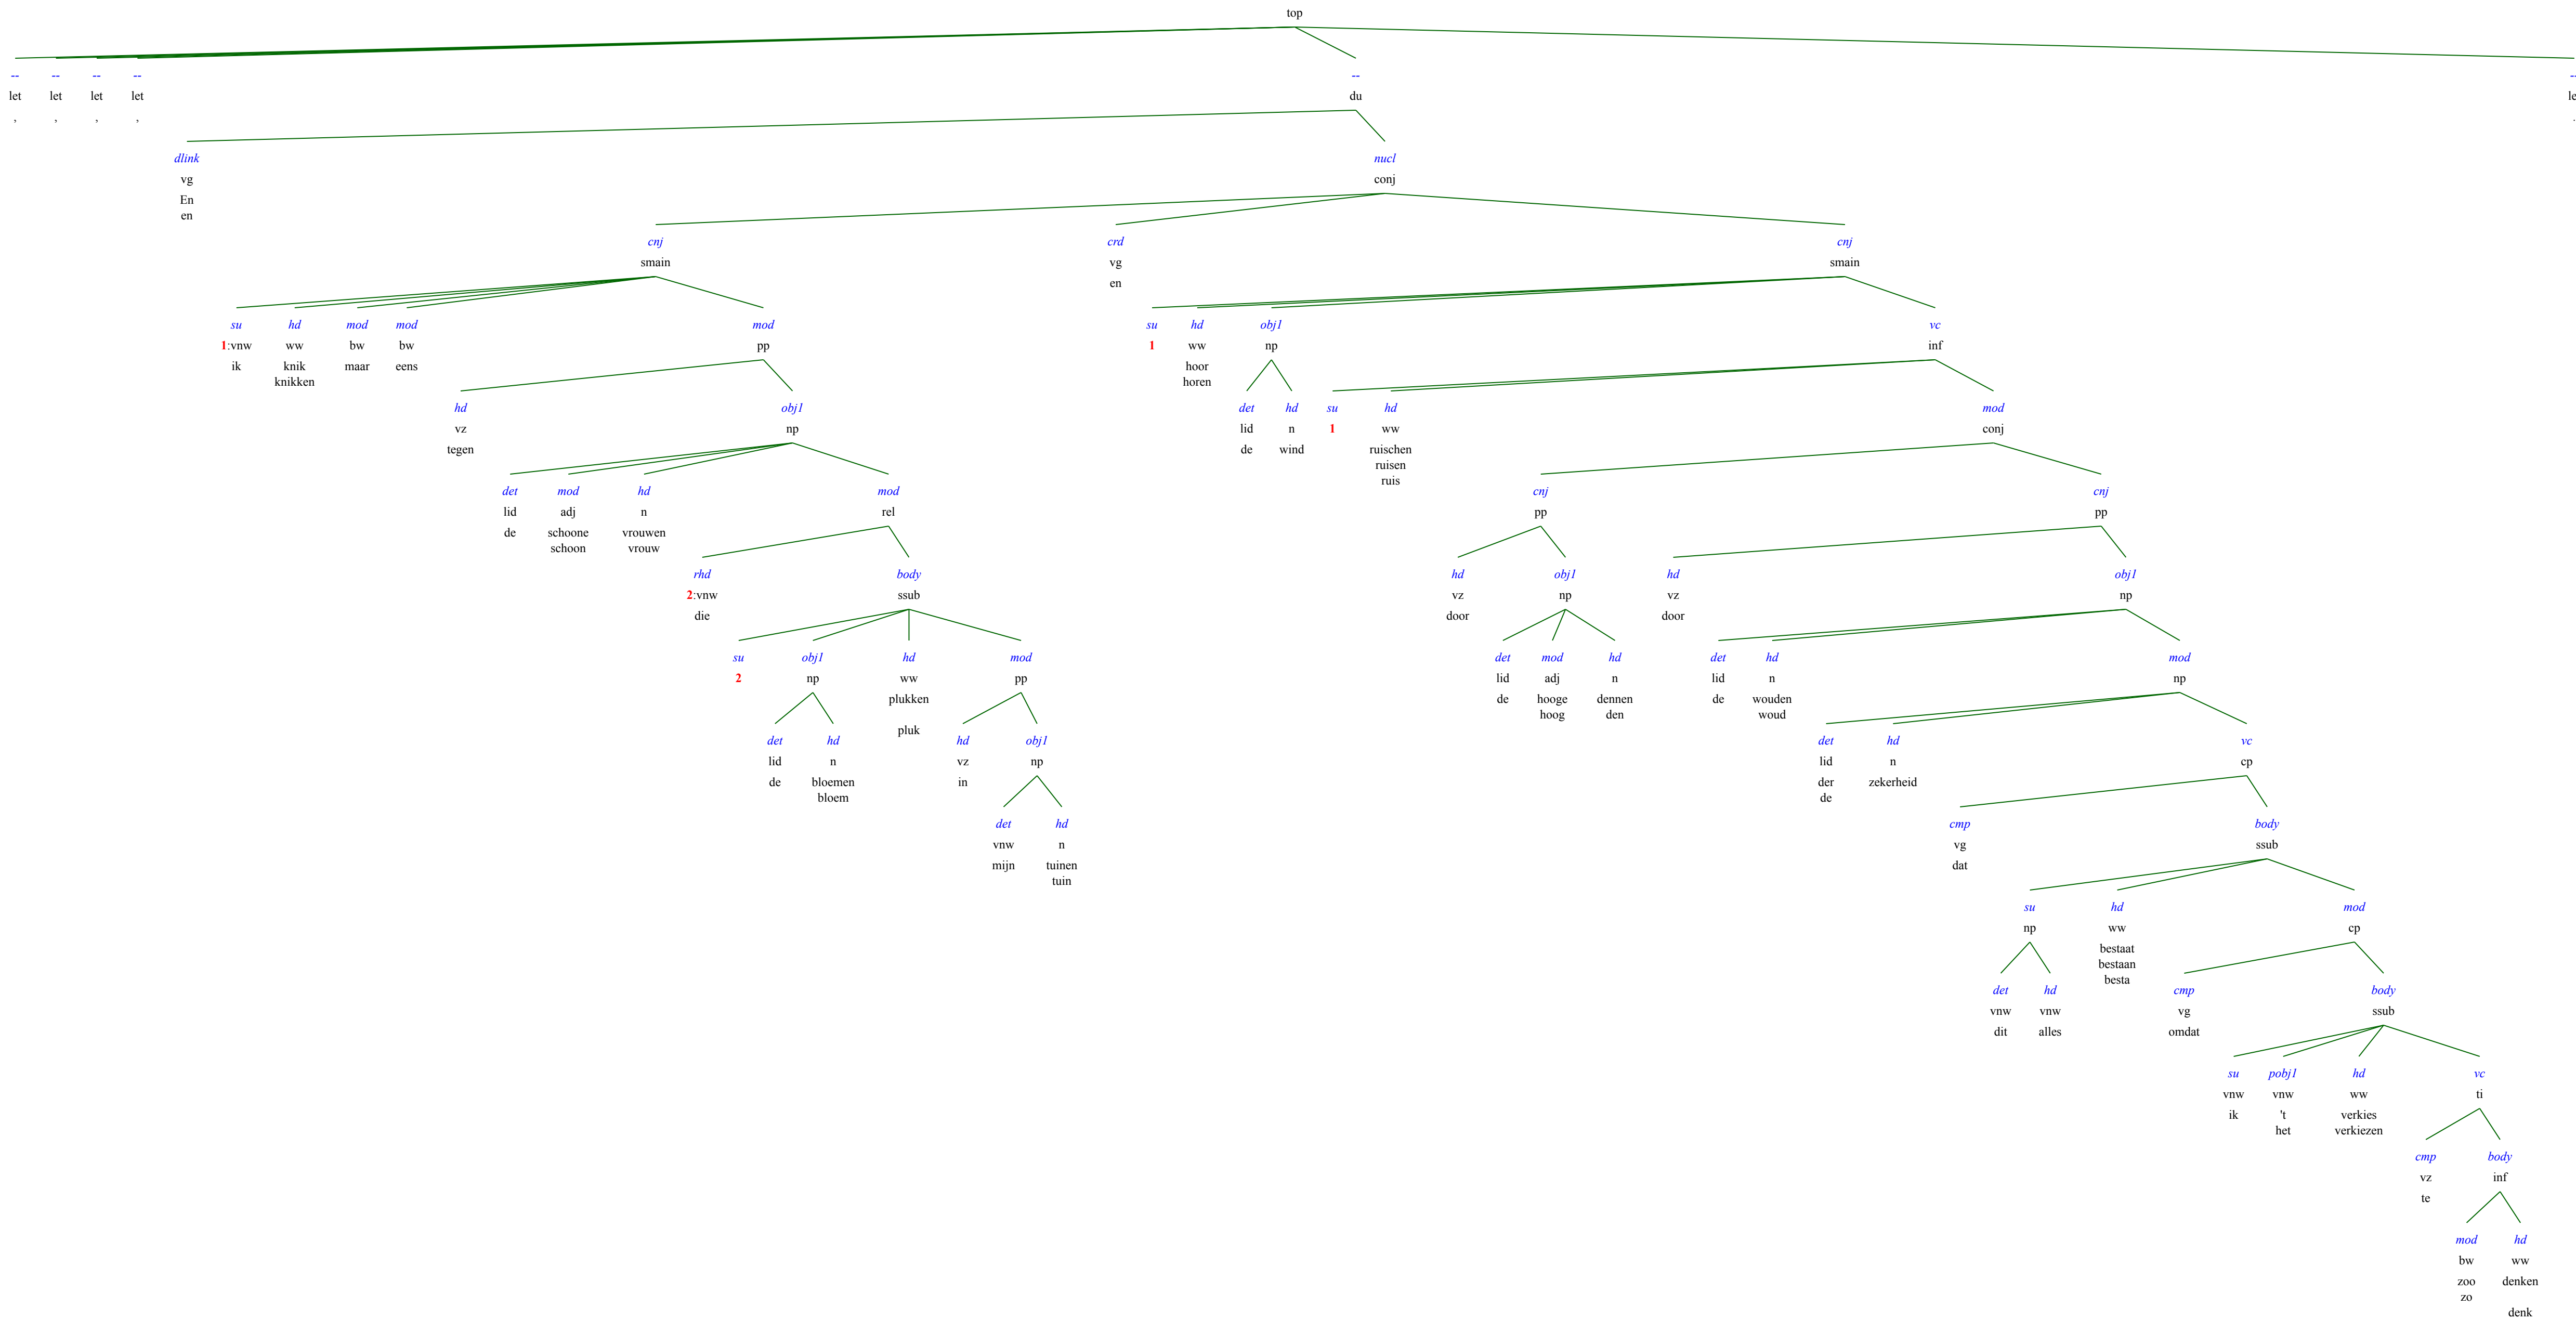 top
-- -- -- -- -- --
let let let let du le
, , , , .
dlink nucl
vg conj
En
en
cnj crd cnj
smain vg smain
en
su hd mod mod mod su hd obj1 vc
1:vnw ww bw bw pp 1 ww np inf
ik knik maar eens hoor
knikken horen
hd obj1 det hd su hd mod
vz np lid n 1 ww conj
tegen de wind ruischen
ruisen
ruis
det mod hd mod cnj cnj
lid adj n rel pp pp
de schoone vrouwen
schoon vrouw
rhd body hd obj1 hd obj1
2:vnw ssub vz np vz np
die door door
su obj1 hd mod det mod hd det hd mod
2 np ww pp lid adj n lid n np
plukken de hooge dennen de wouden
hoog den woud
pluk
det hd hd obj1 det hd vc
lid n vz np lid n cp
de bloemen in der zekerheid
bloem de
det hd cmp body
vnw n vg ssub
mijn tuinen dat
tuin
su hd mod
np ww cp
bestaat
bestaan
besta
det hd cmp body
vnw vnw vg ssub
dit alles omdat
su pobj1 hd vc
vnw vnw ww ti
ik 't verkies
het verkiezen
cmp body
vz inf
te
mod hd
bw ww
zoo denken
zo
denk